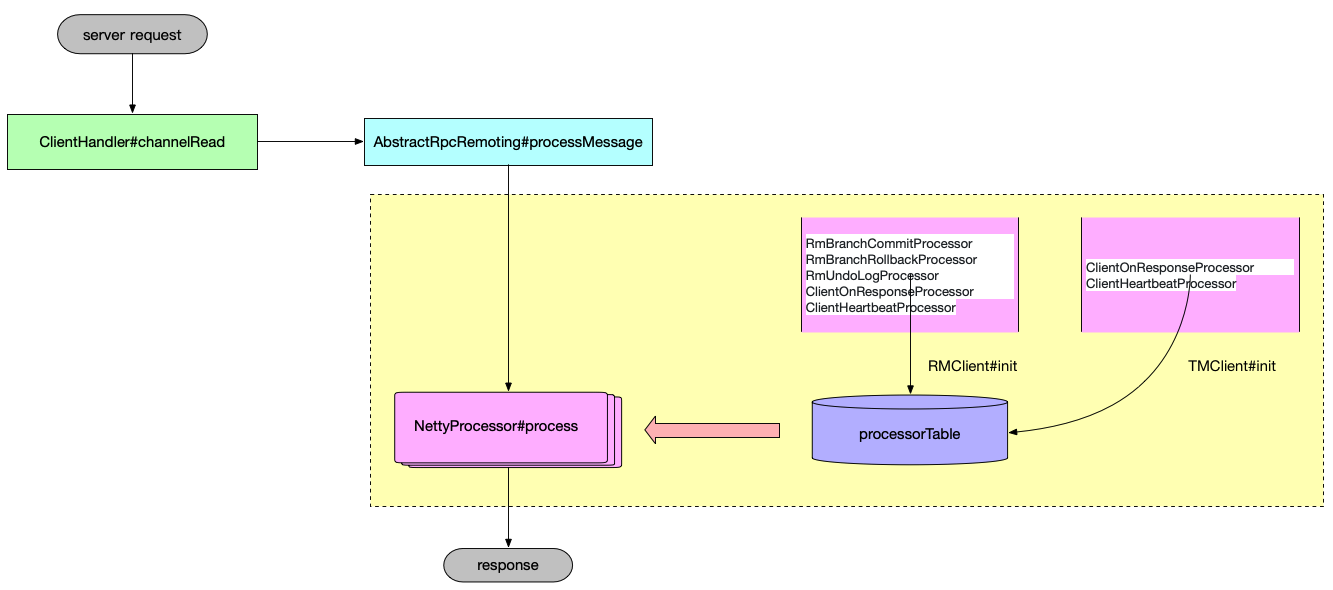 server request
ClientHandler#channelRead
AbstractRpcRemoting#processMessage
RmBranchCommitProcessor
RmBranchRollbackProcessor
RmUndoLogProcessor
ClientOnResponseProcessor
ClientHeartbeatProcessor
ClientOnResponseProcessor
ClientHeartbeatProcessor
RMClient#init
TMClient#init
NettyProcessor#process
processorTable
response